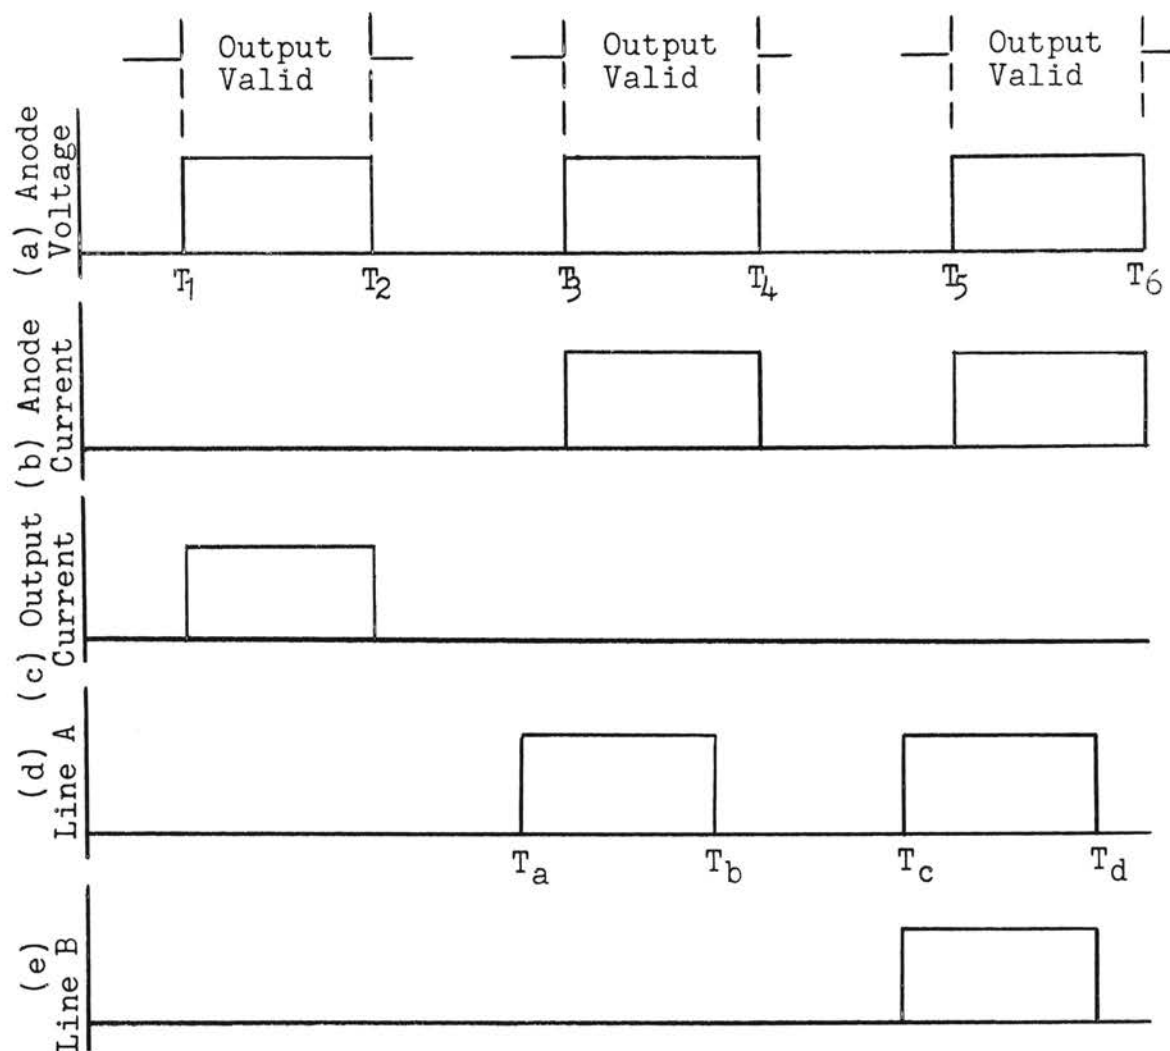 Output
Valid
Output
Valid
Output
Valid
(a) Anode
Voltage
T1 T2 T3 T4 T5 T6
(b) Anode
Current
(c) Output
Current
(d)
Line A
Ta Tb Tc Td
(e)
Line B